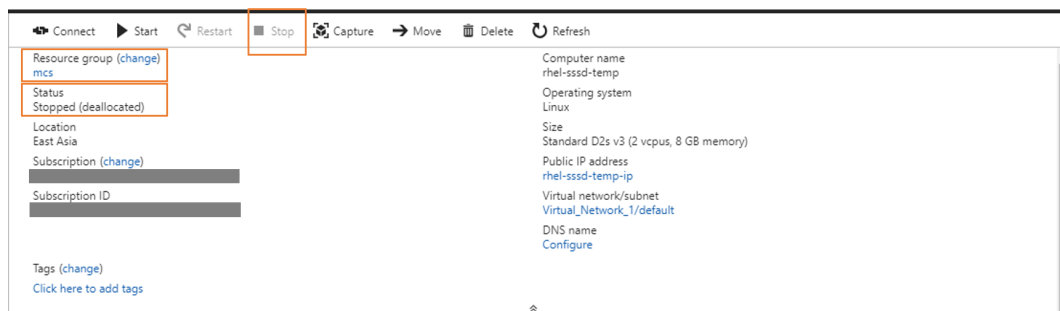 Connect Start Restart Stop Capture Move Delete Refresh
Resource group (change)
mcs
Status
Stopped (deallocated)
Location
East Asia
Subscription (change)
Subscription ID
Tags (change)
Click here to add tags
Computer name
rhel-sssd-temp
Operating system
Linux
Size
Standard D2s v3 (2 vcpus, 8 GB memory)
Public IP address
rhel-sssd-temp-ip
Virtual network/subnet
Virtual_Network_1/default
DNS name
Configure